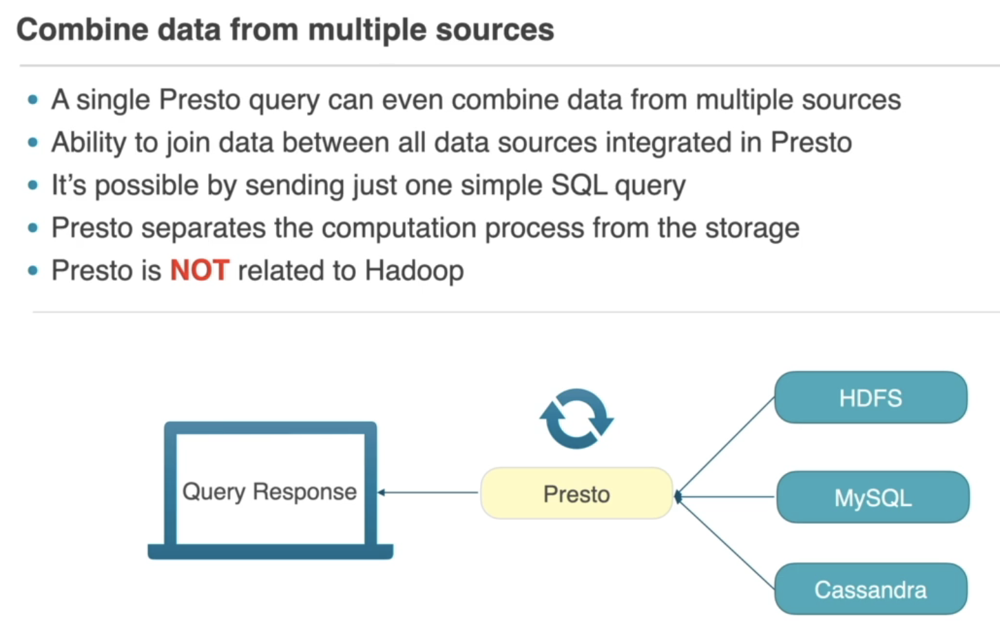 Combine data from multiple sources
• A single Presto query can even combine data from multiple sources
• Ability to join data between all data sources integrated in Presto
• It’s possible by sending just one simple SQL query
• Presto separates the computation process from the storage
• Presto is NOT related to Hadoop
HDFS
Query Response
Presto
MySQL
Cassandra